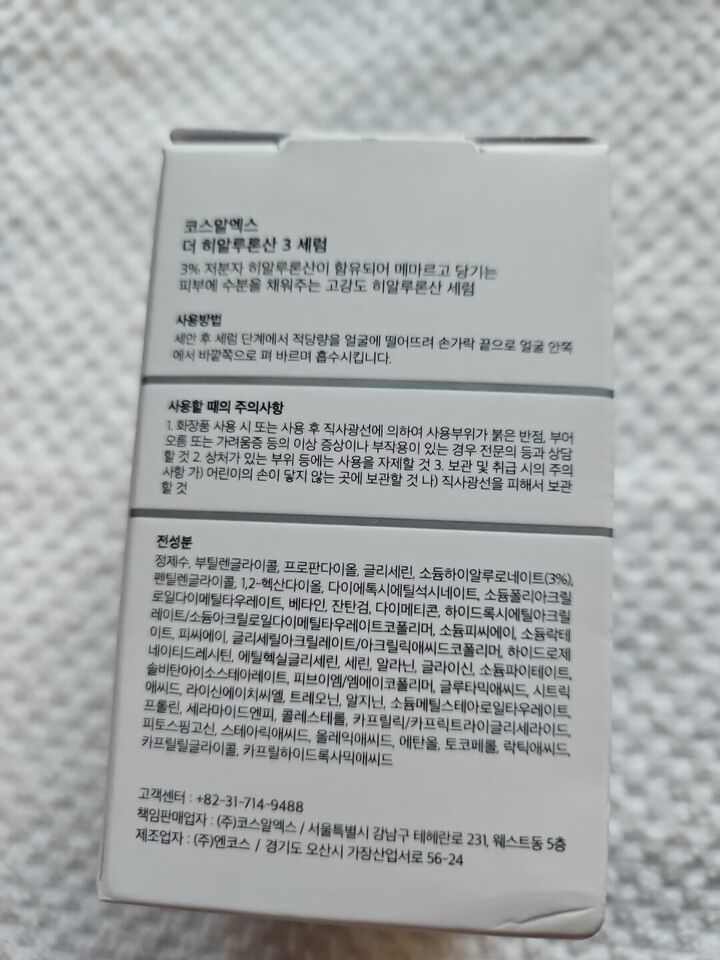 코스알엑스
더 히알루론산 3 세럼
3% 저분자 히알루론산이 함유되어 메마르고 당기는
피부에 수분을 채워주는 고강도 히알루론산 세럼
사용방법
세안 후 세럼 단계에서 적당량을 얼굴에 떨어뜨려 손가락 끝으로 얼굴 안쪽
에서 바깥쪽으로 펴 바르며 흡수시킵니다.
사용할 때의 주의사항
1. 화장품 사용 시 또는 사용 후 직사광선에 의하여 사용부위가 붉은 반점, 부어
오름 또는 가려움증 등의 이상 증상이나 부작용이 있는 경우 전문의 등과 상담
할 것 2. 상처가 있는 부위 등에는 사용을 자제할 것 3. 보관 및 취급 시의 주의
사항 가) 어린이의 손이 닿지 않는 곳에 보관할 것 나) 직사광선을 피해서 보관
할 것
전성분
정제수, 부틸렌글라이콜, 프로판다이올, 글리세린, 소듐하이알루로네이트(3%),
펜틸렌글라이콜, 1,2-헥산다이올, 다이에톡시에틸석시네이트, 소듐폴리아크릴
로일다이메틸타우레이트, 베타인, 잔탄검, 다이메티콘, 하이드록시에틸아크릴
레이트/소듐아크릴로일다이메틸타우레이트코폴리머, 소듐피씨에이, 소듐락테
이트, 피씨에이, 글리세릴아크릴레이트/아크릴릭애씨드코폴리머, 하이드로제
네이티드레시틴, 에틸헥실글리세린, 세린, 알라닌, 글라이신, 소듐파이테이트,
솔비탄아이소스테아레이트, 피브이엠/엠에이코폴리머, 글루타믹애씨드, 시트릭
애씨드, 라이신에이치씨엘, 트레오닌, 알지닌, 소듐메틸스테아로일타우레이트,
프롤린, 세라마이드엔피, 콜레스테롤, 카프릴릭/카프릭트라이글리세라이드,
피토스핑고신, 스테아릭애씨드, 올레익애씨드, 에탄올, 토코페롤, 락틱애씨드,
카프릴릴글라이콜, 카프릴하이드록사믹애씨드
고객센터 : +82-31-714-9488
책임판매업자 : (주)코스알엑스 / 서울특별시 강남구 테헤란로 231, 웨스트동 5층
제조업자 : (주)엔코스 / 경기도 오산시 가장산업서로 56-24